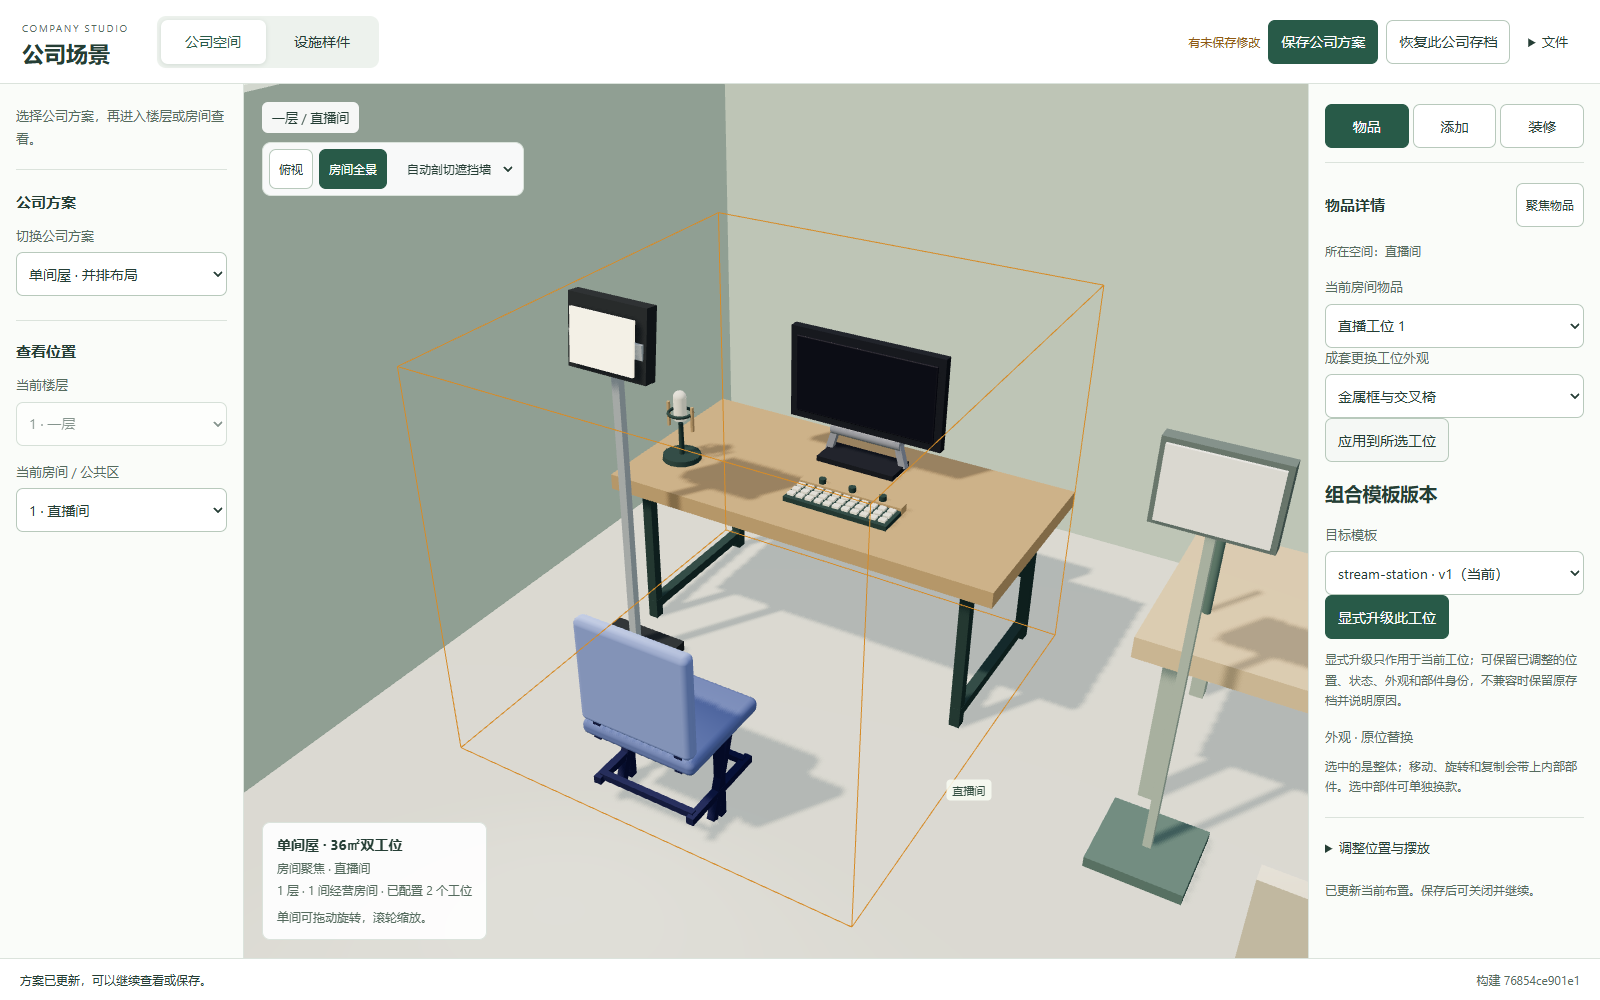 COMPANY STUDIO
公司场景
公司空间
设施样件
有未保存修改
保存公司方案
恢复此公司存档
文件
选择公司方案，再进入楼层或房间查
看。
公司方案
切换公司方案
单间屋 · 并排布局
查看位置
当前楼层
1 · 一层
当前房间 / 公共区
1 · 直播间
一层 / 直播间
俯视
房间全景
自动剖切遮挡墙
直播间
单间屋 · 36㎡双工位
房间聚焦 · 直播间
1 层 · 1 间经营房间 · 已配置 2 个工位
单间可拖动旋转，滚轮缩放。
物品
添加
装修
物品详情
聚焦物品
所在空间：直播间
当前房间物品
直播工位 1
成套更换工位外观
金属框与交叉椅
应用到所选工位
组合模板版本
目标模板
stream-station · v1（当前）
显式升级此工位
显式升级只作用于当前工位；可保留已调整的位
置、状态、外观和部件身份，不兼容时保留原存
档并说明原因。
外观 · 原位替换
选中的是整体；移动、旋转和复制会带上内部部
件。选中部件可单独换款。
调整位置与摆放
已更新当前布置。保存后可关闭并继续。
方案已更新，可以继续查看或保存。
构建 76854ce901e1